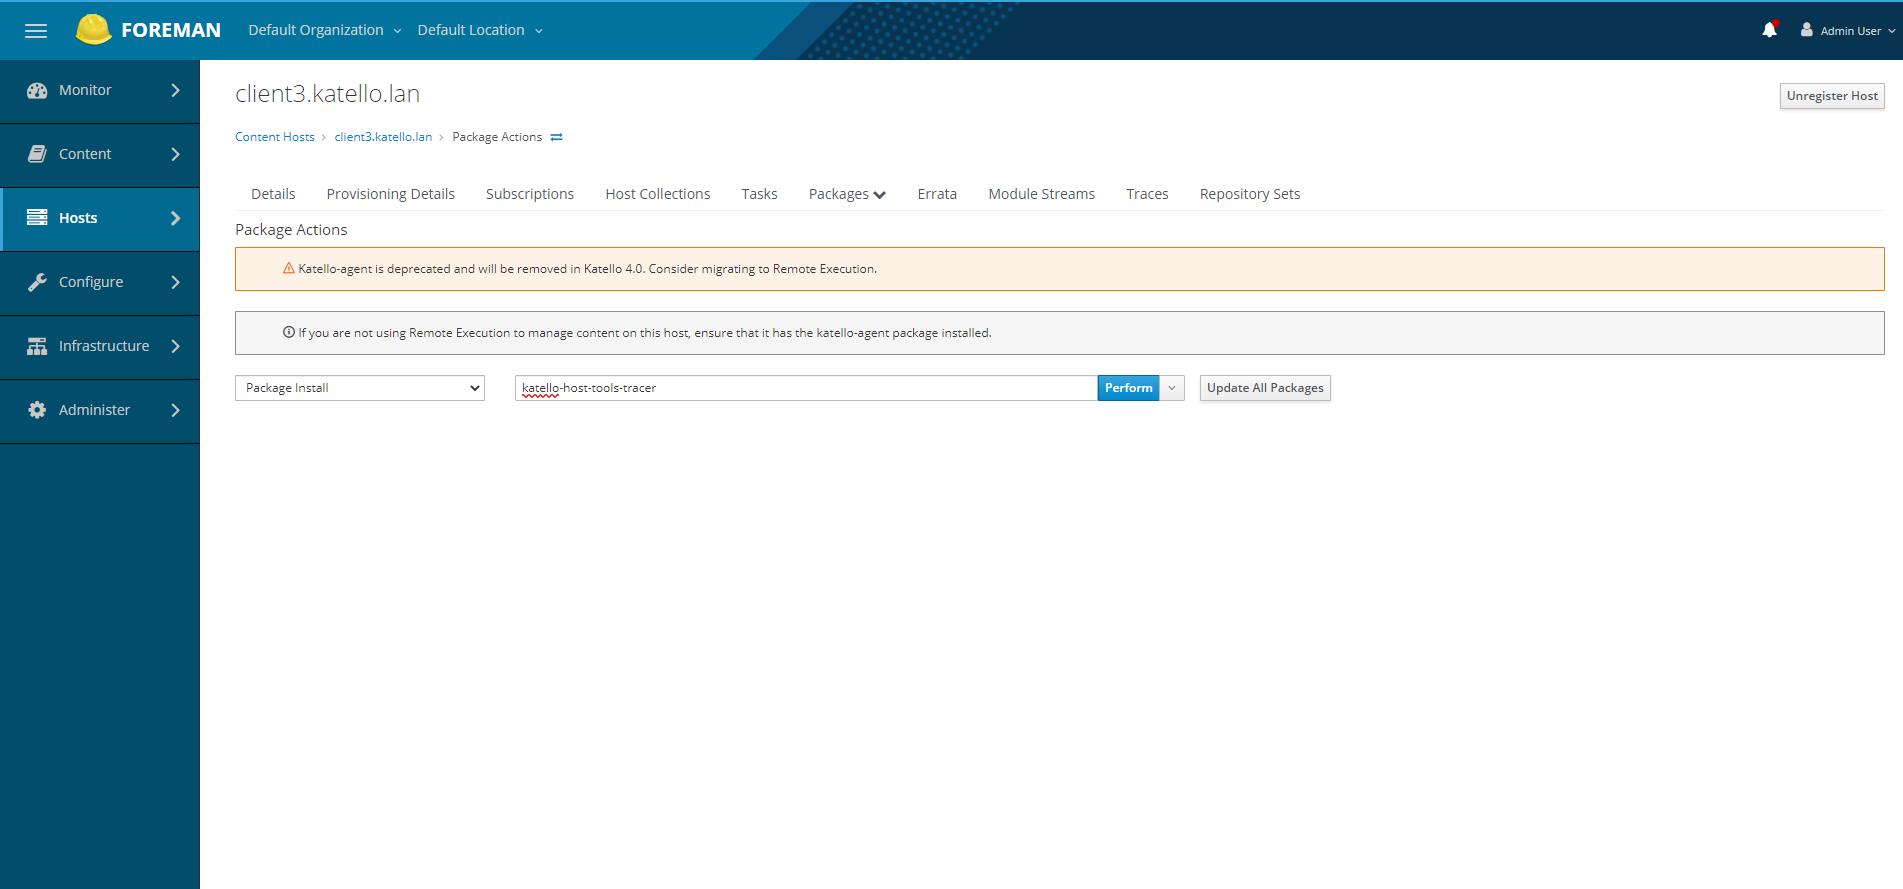 FOREMAN Default Organization Default Location Admin User
Monitor
Content
Hosts
Configure
Infrastructure
Administer
client3.katello.lan
Unregister Host
Content Hosts › client3.katello.lan › Package Actions
Details Provisioning Details Subscriptions Host Collections Tasks Packages Errata Module Streams Traces Repository Sets
Package Actions
Katello-agent is deprecated and will be removed in Katello 4.0. Consider migrating to Remote Execution.
If you are not using Remote Execution to manage content on this host, ensure that it has the katello-agent package installed.
Package Install katello-host-tools-tracer Perform Update All Packages